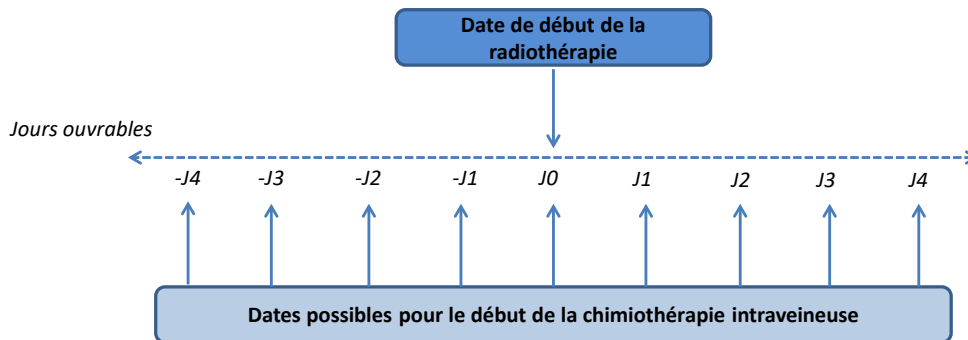 Date de début de la
radiothérapie
Jours ouvrables
-J4 -J3 -J2 -J1 J0 J1 J2 J3 J4
Dates possibles pour le début de la chimiothérapie intraveineuse